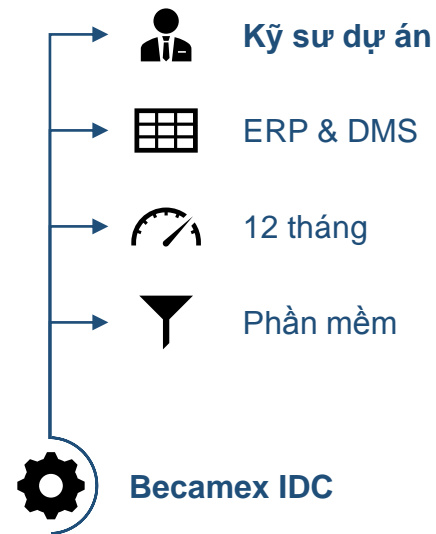 Kỹ sư dự án
ERP & DMS
12 tháng
Phần mềm
Becamex IDC